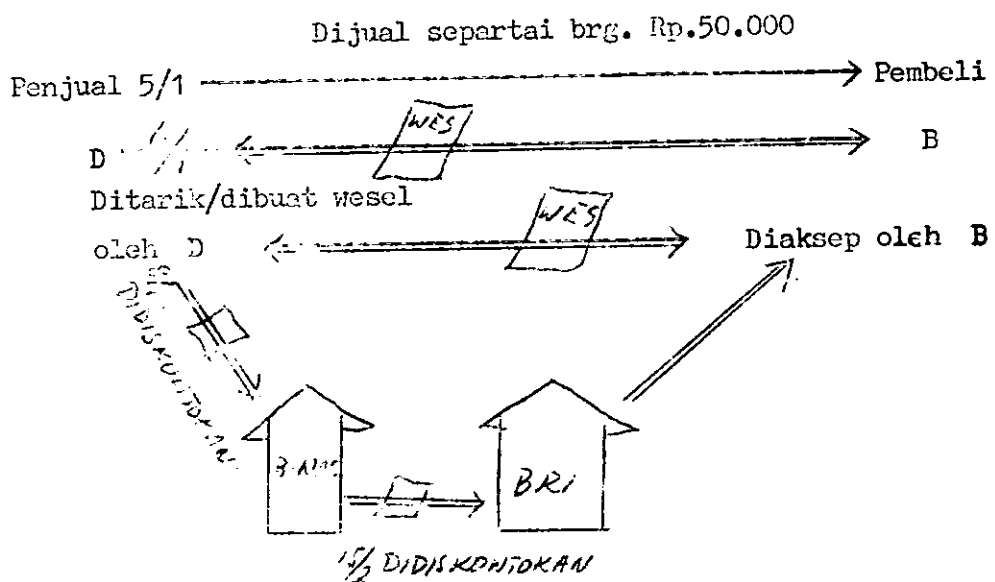 Dijual separtai brg. Rp.50.000
Penjual 5/1 Pembeli
WES
D B
Ditarik/dibuat wesel
WES
oleh D Diaksep oleh B
DIDISKONTOKAN
BRI
DIDISKONTOKAN